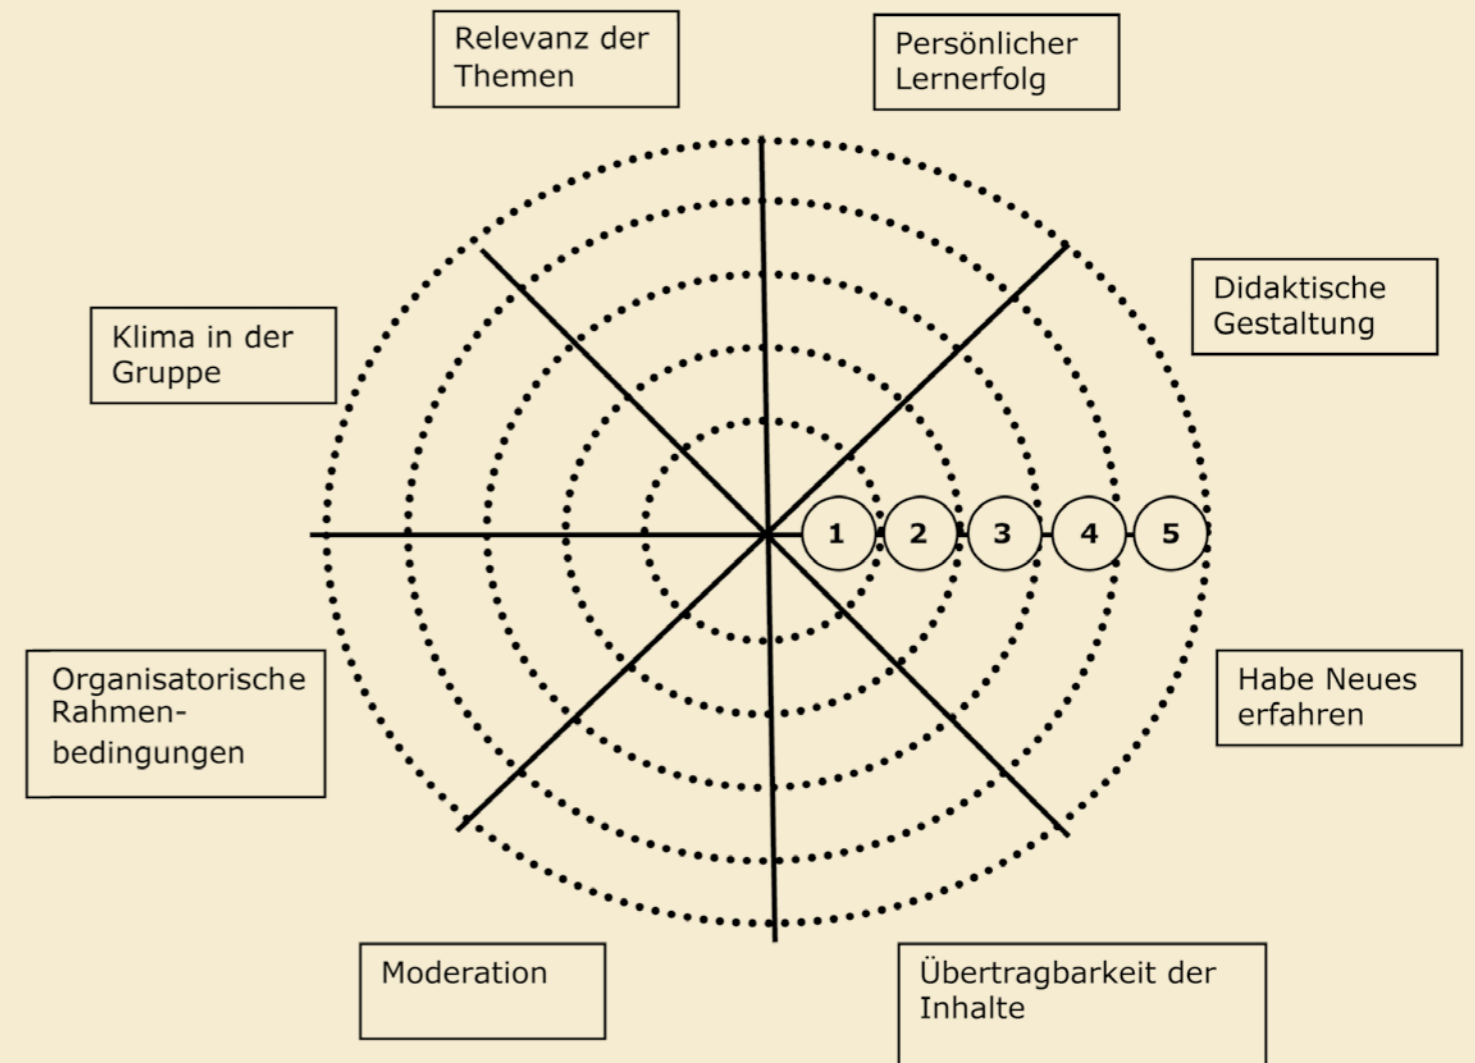 Relevanz der
Themen
Persönlicher
Lernerfolg
Didaktische
Gestaltung
Klima in der
Gruppe
1 2 3 4 5
Organisatorische
Rahmen-
bedingungen
Habe Neues
erfahren
Moderation
Übertragbarkeit der
Inhalte